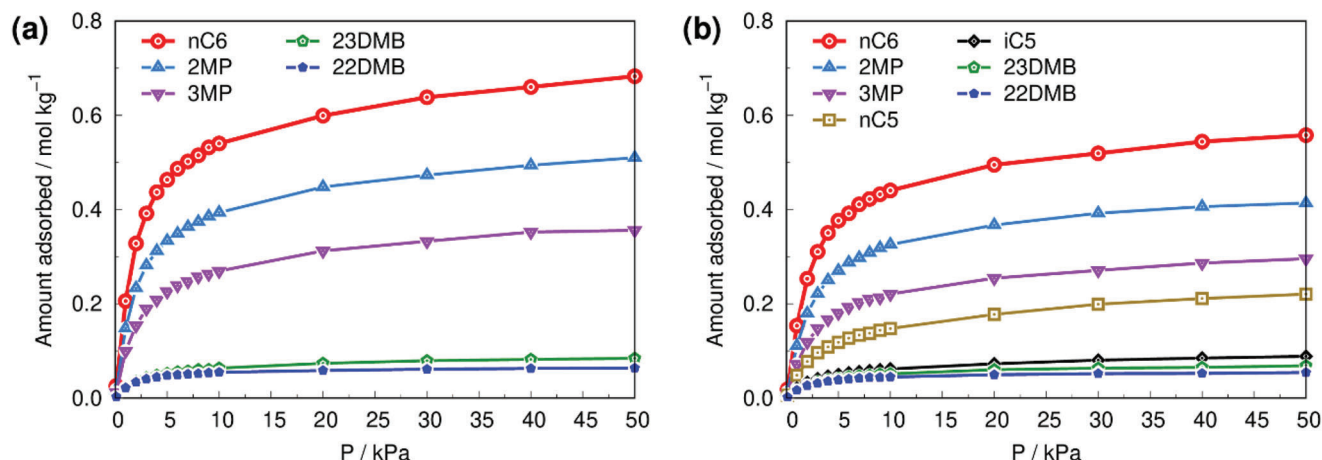 (a)
Amount adsorbed / mol kg⁻¹
0.8
0.6
0.4
0.2
0.0
nC6
2MP
3MP
23DMB
22DMB
0 5 10 15 20 25 30 35 40 45 50
P / kPa
(b)
Amount adsorbed / mol kg⁻¹
0.8
0.6
0.4
0.2
0.0
nC6
2MP
3MP
nC5
iC5
23DMB
22DMB
0 5 10 15 20 25 30 35 40 45 50
P / kPa